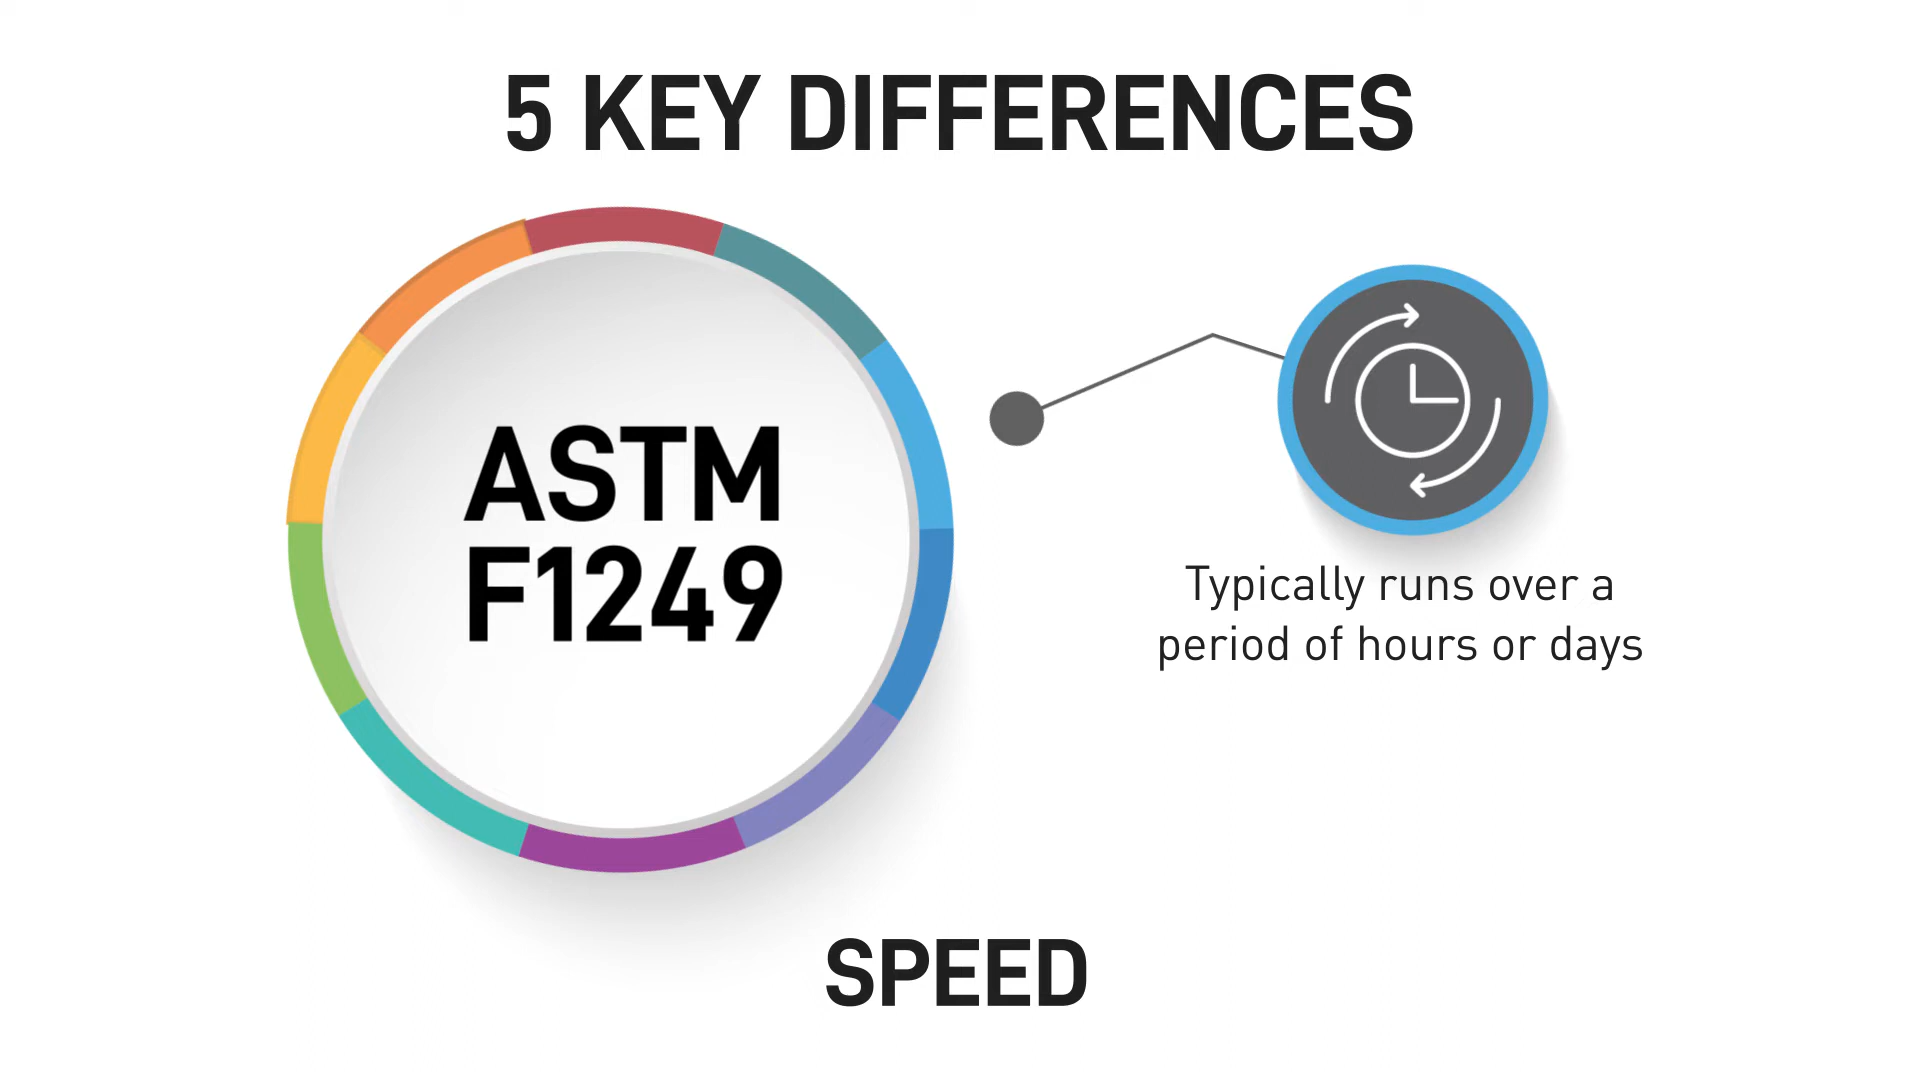 5 KEY DIFFERENCES
ASTM
F1249
Typically runs over a
period of hours or days
SPEED